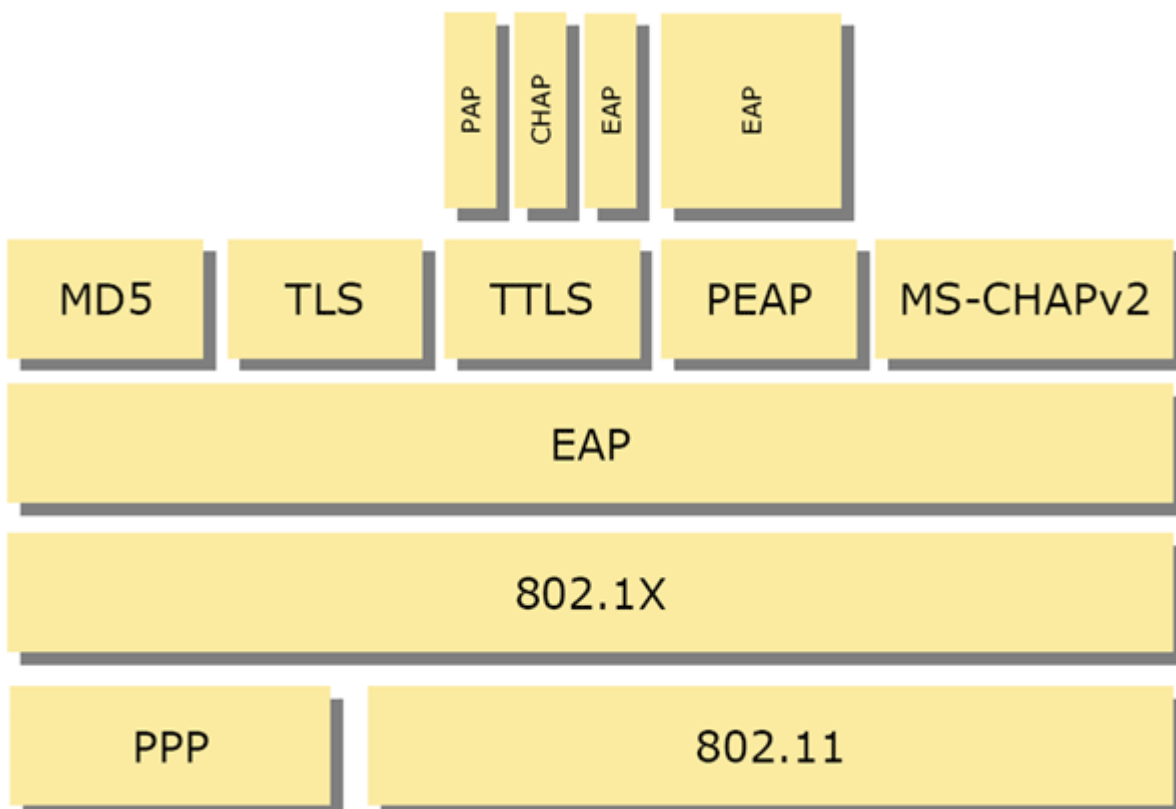 PAP
CHAP
EAP
EAP
MD5
TLS
TTLS
PEAP
MS-CHAPv2
EAP
802.1X
PPP
802.11